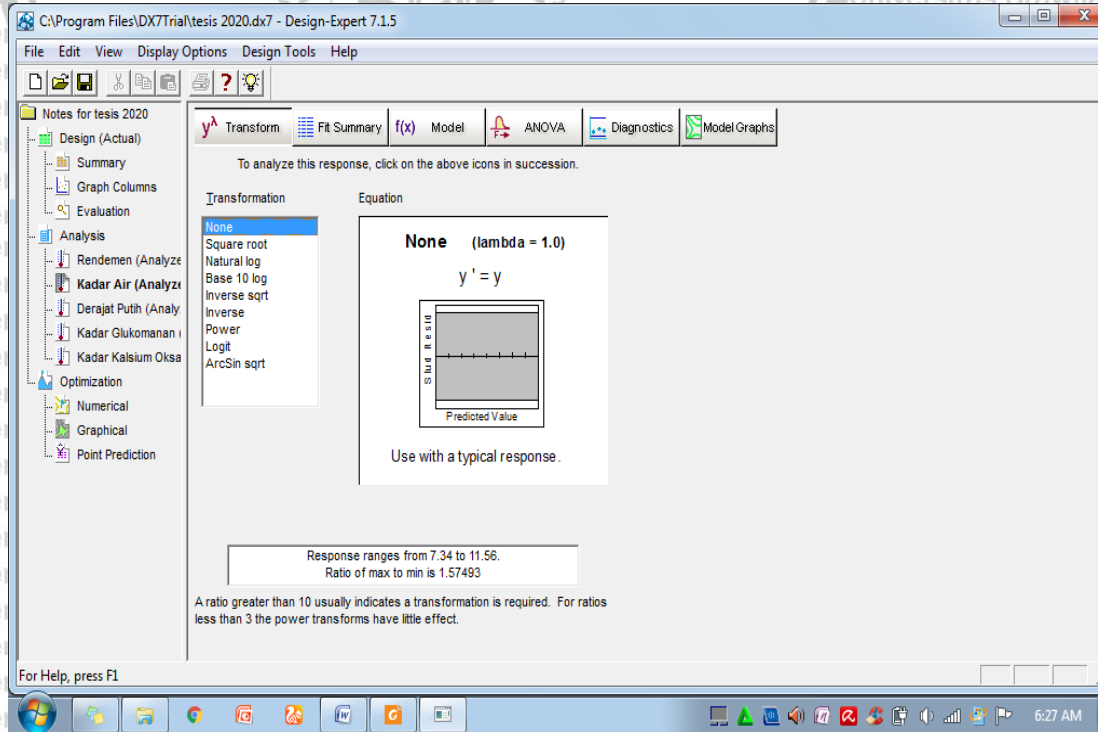 C:\Program Files\DX7Trial\tesis 2020.dx7 - Design-Expert 7.1.5
File Edit View Display Options Design Tools Help
Notes for tesis 2020
Design (Actual)
Summary
Graph Columns
Evaluation
Analysis
Rendemen (Analyze
Kadar Air (Analyze
Derajat Putih (Analy
Kadar Glukomanan (
Kadar Kalsium Oksa
Optimization
Numerical
Graphical
Point Prediction
yλ Transform Fit Summary f(x) Model F ANOVA Diagnostics Model Graphs
To analyze this response, click on the above icons in succession.
Transformation
None
Square root
Natural log
Base 10 log
Inverse sqrt
Inverse
Power
Logit
ArcSin sqrt
Equation
None (lambda = 1.0)
y ' = y
Stud Resid
Predicted Value
Use with a typical response.
Response ranges from 7.34 to 11.56.
Ratio of max to min is 1.57493
A ratio greater than 10 usually indicates a transformation is required. For ratios
less than 3 the power transforms have little effect.
For Help, press F1
6:27 AM